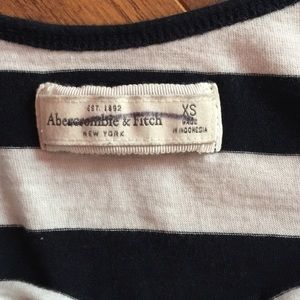 EST. 1892
Abercrombie & Fitch
NEW YORK
XS
MADE
IN INDONESIA